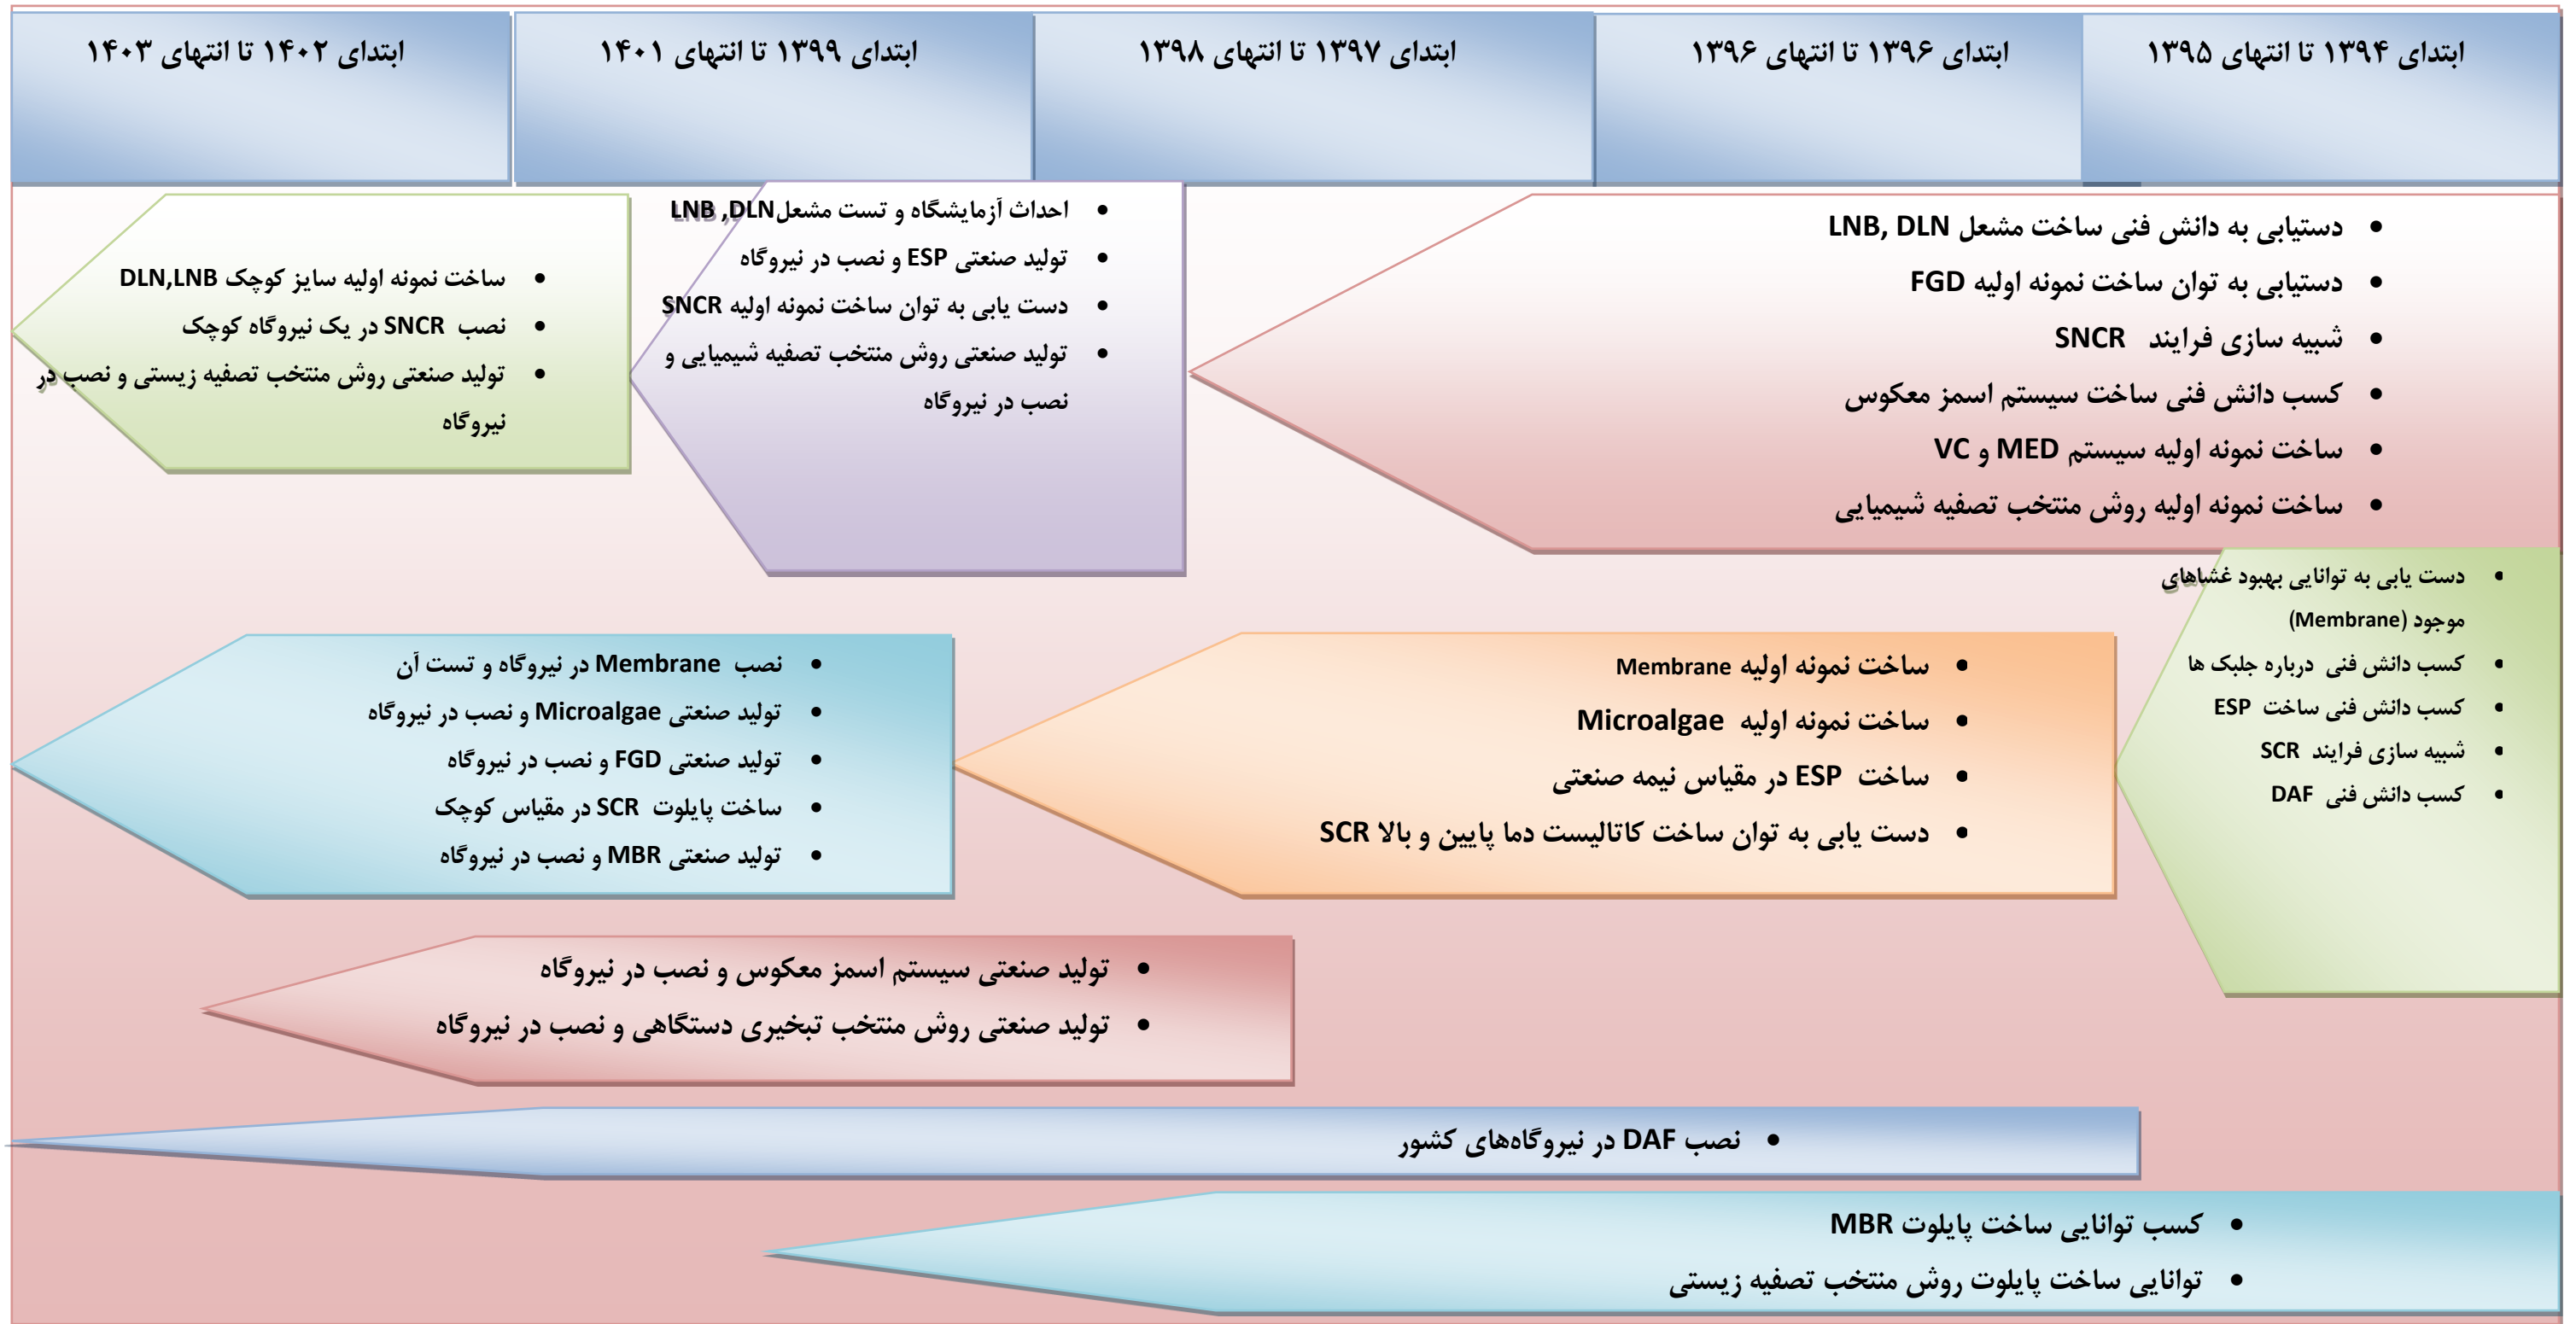 ابتدای ۱۳۹۴ تا انتهای ۱۳۹۵
ابتدای ۱۳۹۶ تا انتهای ۱۳۹۶
ابتدای ۱۳۹۷ تا انتهای ۱۳۹۸
ابتدای ۱۳۹۹ تا انتهای ۱۴۰۱
ابتدای ۱۴۰۲ تا انتهای ۱۴۰۳
• دستیابی به دانش فنی ساخت مشعل LNB, DLN
• دستیابی به توان ساخت نمونه اولیه FGD
• شبیه سازی فرایند SNCR
• کسب دانش فنی ساخت سیستم اسمز معکوس
• ساخت نمونه اولیه سیستم MED و VC
• ساخت نمونه اولیه روش منتخب تصفیه شیمیایی
• احداث آزمایشگاه و تست مشعل LNB ,DLN
• تولید صنعتی ESP و نصب در نیروگاه
• دست یابی به توان ساخت نمونه اولیه SNCR
• تولید صنعتی روش منتخب تصفیه شیمیایی و
نصب در نیروگاه
• ساخت نمونه اولیه سایز کوچک DLN,LNB
• نصب SNCR در یک نیروگاه کوچک
• تولید صنعتی روش منتخب تصفیه زیستی و نصب در
نیروگاه
• دست یابی به توانایی بهبود غشاهای
موجود (Membrane)
• کسب دانش فنی درباره جلبک ها
• کسب دانش فنی ساخت ESP
• شبیه سازی فرایند SCR
• کسب دانش فنی DAF
• ساخت نمونه اولیه Membrane
• ساخت نمونه اولیه Microalgae
• ساخت ESP در مقیاس نیمه صنعتی
• دست یابی به توان ساخت کاتالیست دما پایین و بالا SCR
• نصب Membrane در نیروگاه و تست آن
• تولید صنعتی Microalgae و نصب در نیروگاه
• تولید صنعتی FGD و نصب در نیروگاه
• ساخت پایلوت SCR در مقیاس کوچک
• تولید صنعتی MBR و نصب در نیروگاه
• تولید صنعتی سیستم اسمز معکوس و نصب در نیروگاه
• تولید صنعتی روش منتخب تبخیری دستگاهی و نصب در نیروگاه
• نصب DAF در نیروگاه‌های کشور
• کسب توانایی ساخت پایلوت MBR
• توانایی ساخت پایلوت روش منتخب تصفیه زیستی